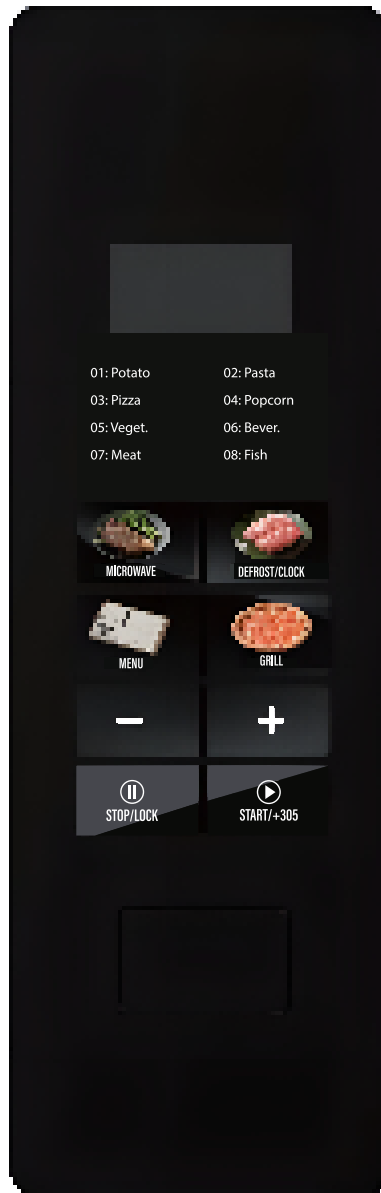 01: Potato 02: Pasta
03: Pizza 04: Popcorn
05: Veget. 06: Bever.
07: Meat 08: Fish
MICROWAVE DEFROST/CLOCK
MENU GRILL
− +
STOP/LOCK START/+305